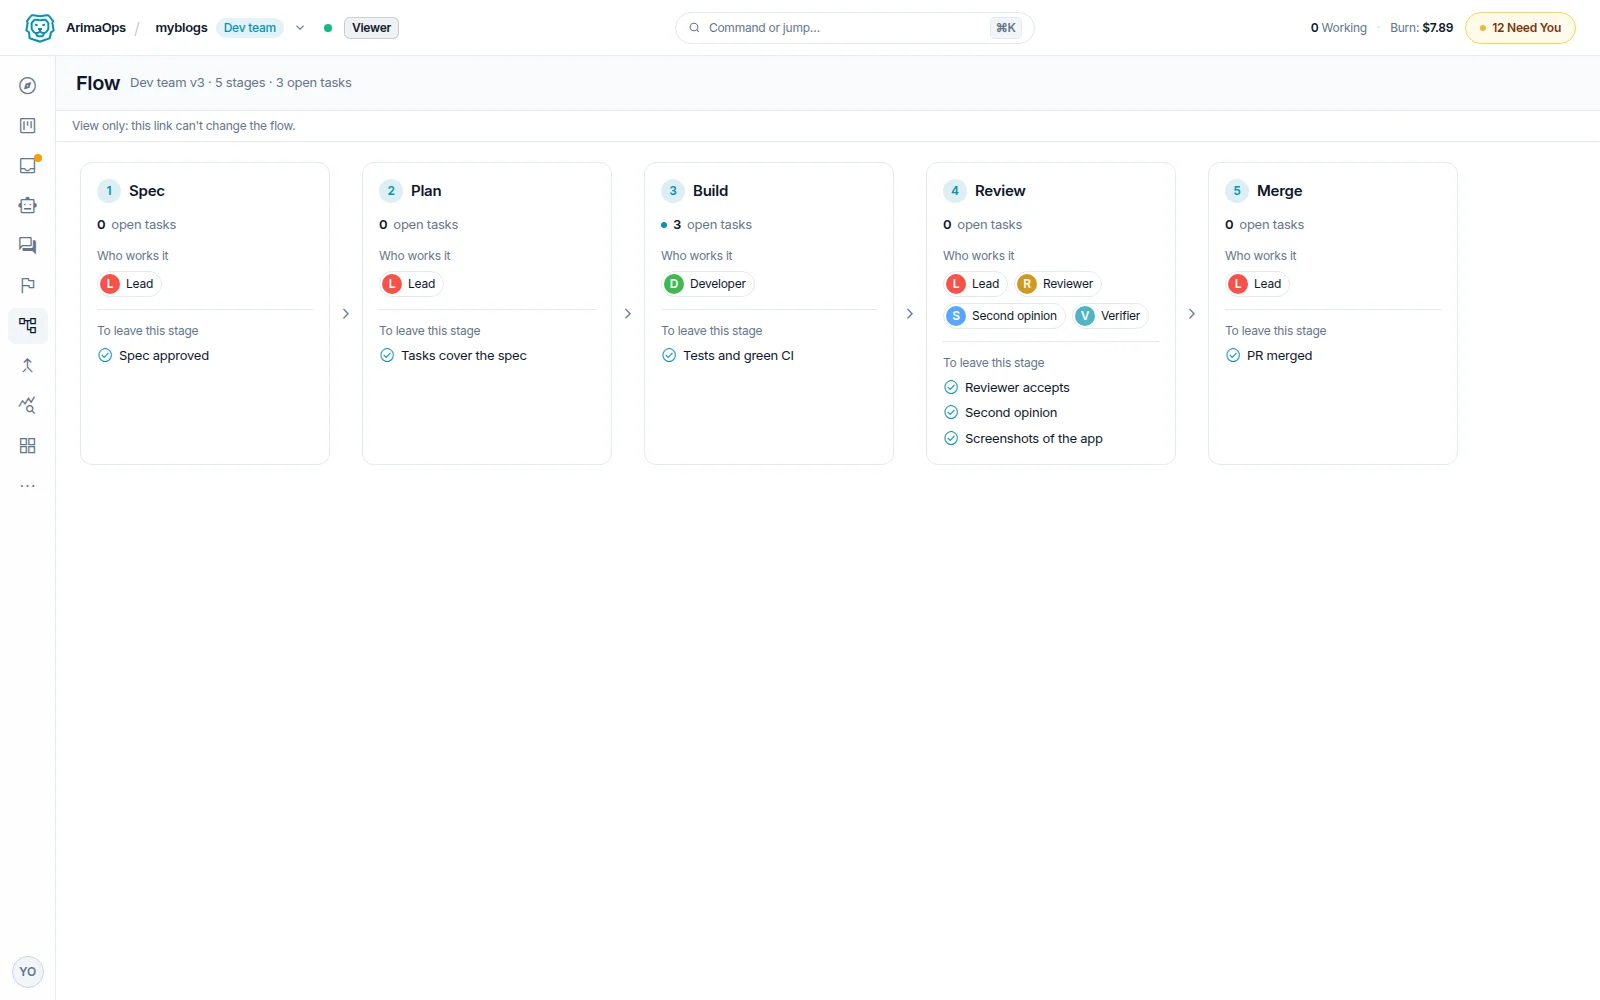 ArimaOps / myblogs Dev team Viewer
Command or jump... ⌘K
0 Working · Burn: $7.89 12 Need You
Flow Dev team v3 · 5 stages · 3 open tasks
View only: this link can't change the flow.
1 Spec
0 open tasks
Who works it
L Lead
To leave this stage
Spec approved
2 Plan
0 open tasks
Who works it
L Lead
To leave this stage
Tasks cover the spec
3 Build
3 open tasks
Who works it
D Developer
To leave this stage
Tests and green CI
4 Review
0 open tasks
Who works it
L Lead R Reviewer
S Second opinion V Verifier
To leave this stage
Reviewer accepts
Second opinion
Screenshots of the app
5 Merge
0 open tasks
Who works it
L Lead
To leave this stage
PR merged
YO